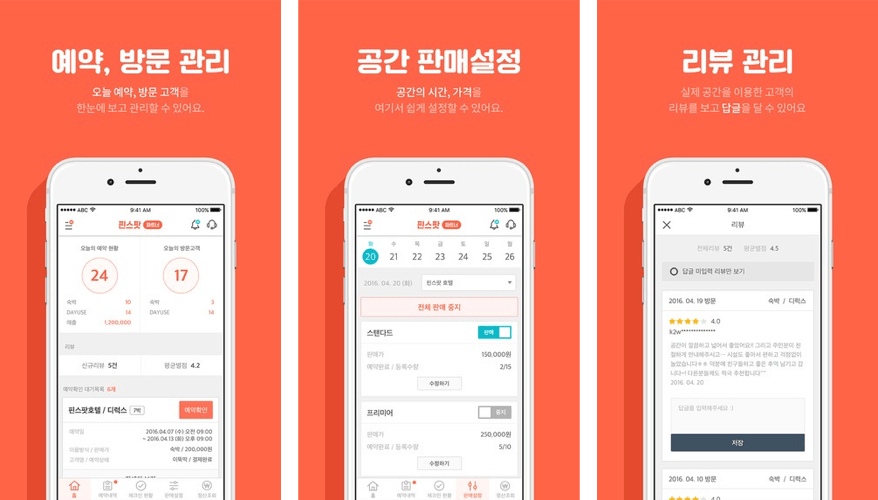 예약, 방문 관리
오늘 예약, 방문 고객을
한눈에 보고 관리할 수 있어요.
ABC 9:41 AM 100%
핀스팟 파트너
오늘의 예약 현황 오늘의 방문고객
24 17
숙박 10 숙박 3
DAYUSE 14 DAYUSE 14
매출 1,290,000
리뷰
신규리뷰 5건 평균별점 4.2
예약확인 대기목록 6개
핀스팟호텔 / 디럭스 7박 예약확인
예약일 2016.04.07 (수) 오전 09:00
~ 2016.04.13 (화) 오후 09:00
이용방식 / 판매가 숙박 / 200,000원
고객명 / 예약상태 이뚝딱 / 결제완료
홈 예약내역 체크인 현황 판매설정 정산조회
공간 판매설정
공간의 시간, 가격을
여기서 쉽게 설정할 수 있어요.
ABC 9:41 AM 100%
핀스팟 파트너
화 수 목 금 토 일 월
20 21 22 23 24 25 26
2016. 04. 20 (화) 핀스팟 호텔
전체 판매 중지
스탠다드 판매
판매가 150,000원
예약완료 / 등록수량 2/15
수정하기
프리미어 중지
판매가 250,000원
예약완료 / 등록수량 5/10
수정하기
홈 예약내역 체크인 현황 판매설정 정산조회
리뷰 관리
실제 공간을 이용한 고객의
리뷰를 보고 답글을 달 수 있어요
ABC 9:41 AM 100%
리뷰
전체리뷰 5건 평균별점 4.5
답글 미입력 리뷰만 보기
2016. 04. 19 방문 숙박 / 디럭스
4.0
k2w**************
공간이 깔끔하고 넓어서 좋았어요!! 그리고 주인분이 친
절하게 안내해주시고~ 시설도 좋아서 편하고 걱정없이
놀았습니다ㅎㅎ 덕분에 친구들하고 좋은 추억 남기고 갑
니다+! 다른분들께도 적극 추천합니다^^
2016. 04. 20
답글을 입력해주세요 :)
저장
2016. 04. 10 방문 숙박 / 디럭스
4.0